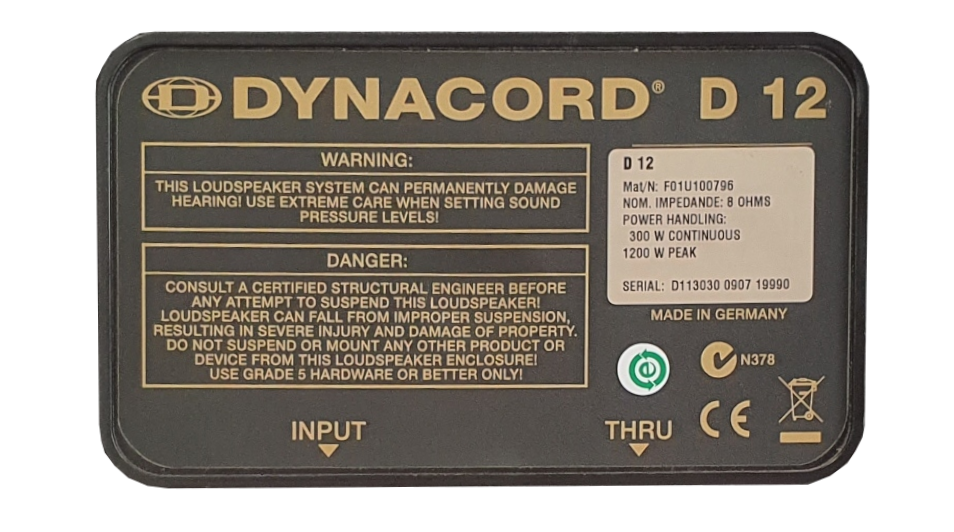 DYNACORD® D 12
WARNING:
THIS LOUDSPEAKER SYSTEM CAN PERMANENTLY DAMAGE
HEARING! USE EXTREME CARE WHEN SETTING SOUND
PRESSURE LEVELS!
DANGER:
CONSULT A CERTIFIED STRUCTURAL ENGINEER BEFORE
ANY ATTEMPT TO SUSPEND THIS LOUDSPEAKER!
LOUDSPEAKER CAN FALL FROM IMPROPER SUSPENSION,
RESULTING IN SEVERE INJURY AND DAMAGE OF PROPERTY.
DO NOT SUSPEND OR MOUNT ANY OTHER PRODUCT OR
DEVICE FROM THIS LOUDSPEAKER ENCLOSURE!
USE GRADE 5 HARDWARE OR BETTER ONLY!
D 12
Mat/N: F01U100796
NOM. IMPEDANDE: 8 OHMS
POWER HANDLING:
300 W CONTINUOUS
1200 W PEAK
SERIAL: D113030 0907 19990
MADE IN GERMANY
e
N378
CE
INPUT
THRU